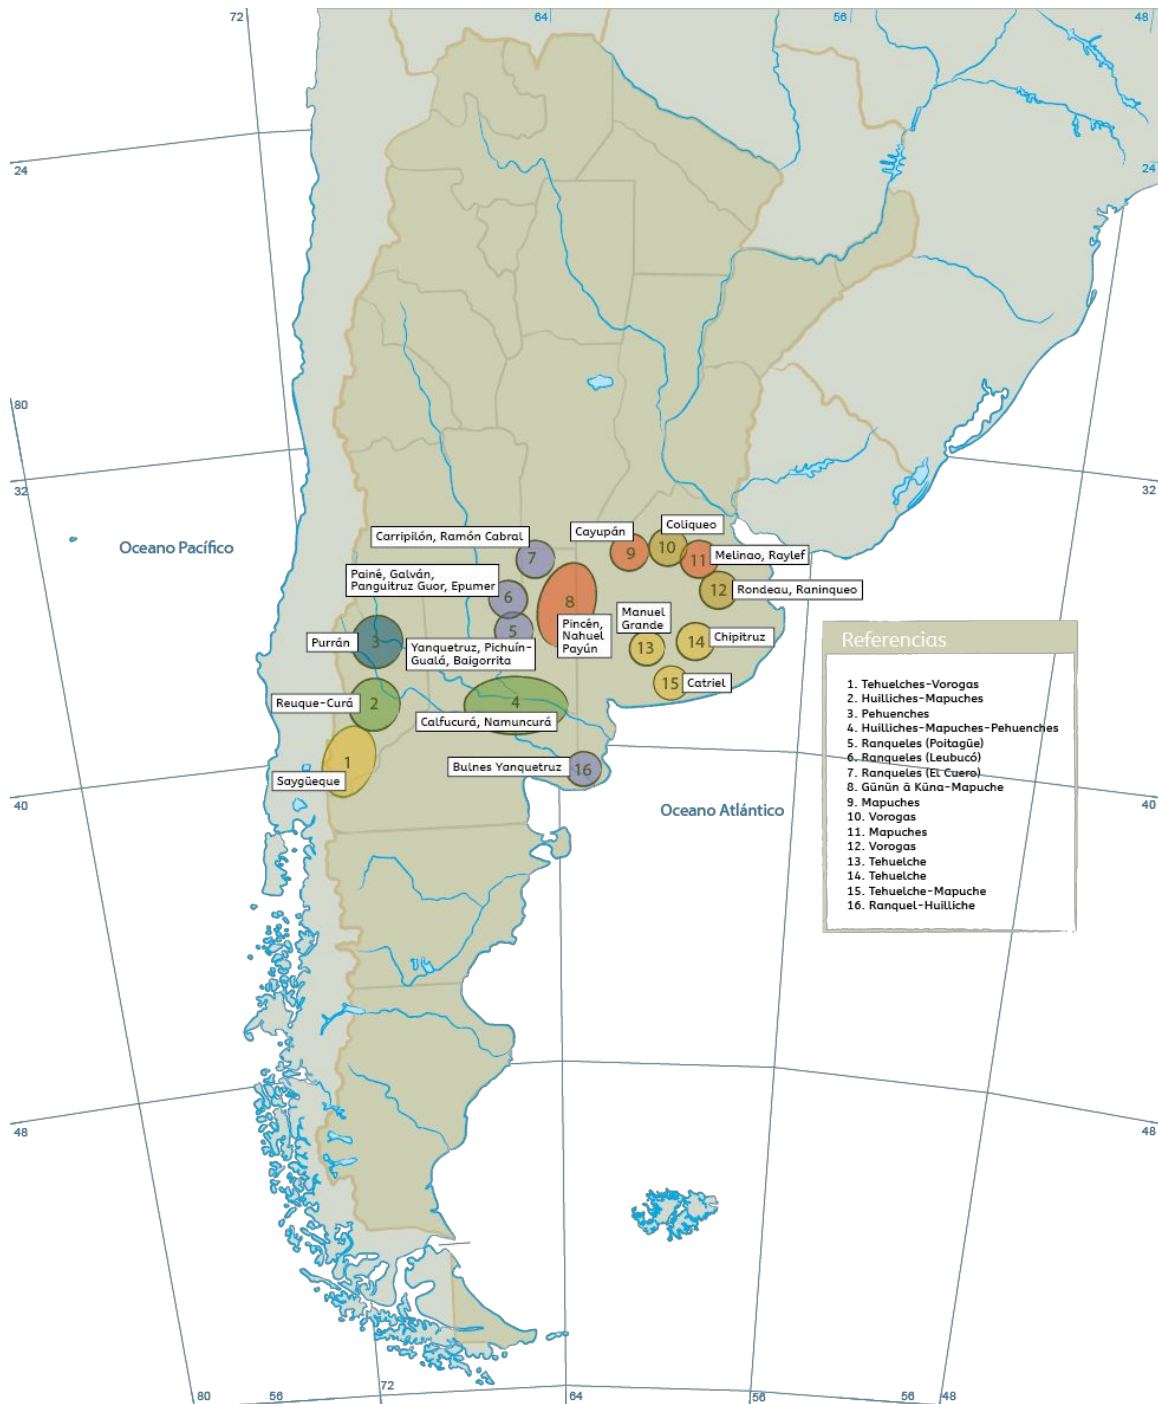 72
64
56
48
24
24
80
32
32
Oceano Pacífico
Carripilón, Ramón Cabral
Cayupán
Coliqueo
7
9
10
11
Melinao, Raylef
Painé, Galván,
Panguitruz Guor, Epumer
6
8
12
Rondeau, Raninqueo
Purrán
3
5
Yanquetruz, Pichuín-
Gualá, Baigorrita
Pincén,
Nahuel
Payún
Manuel
Grande
13
14
Chipitruz
15
Catriel
Reuque-Curá
2
4
Calfucurá, Namuncurá
1
Saygüeque
Bulnes Yanquetruz
16
Referencias
1. Tehuelches-Vorogas
2. Huilliches-Mapuches
3. Pehuenches
4. Huilliches-Mapuches-Pehuenches
5. Ranqueles (Poitagüe)
6. Ranqueles (Leubucó)
7. Ranqueles (El Cuero)
8. Günün ä Küna-Mapuche
9. Mapuches
10. Vorogas
11. Mapuches
12. Vorogas
13. Tehuelche
14. Tehuelche
15. Tehuelche-Mapuche
16. Ranquel-Huilliche
40
Oceano Atlántico
40
48
48
80
56
72
64
56
56
48